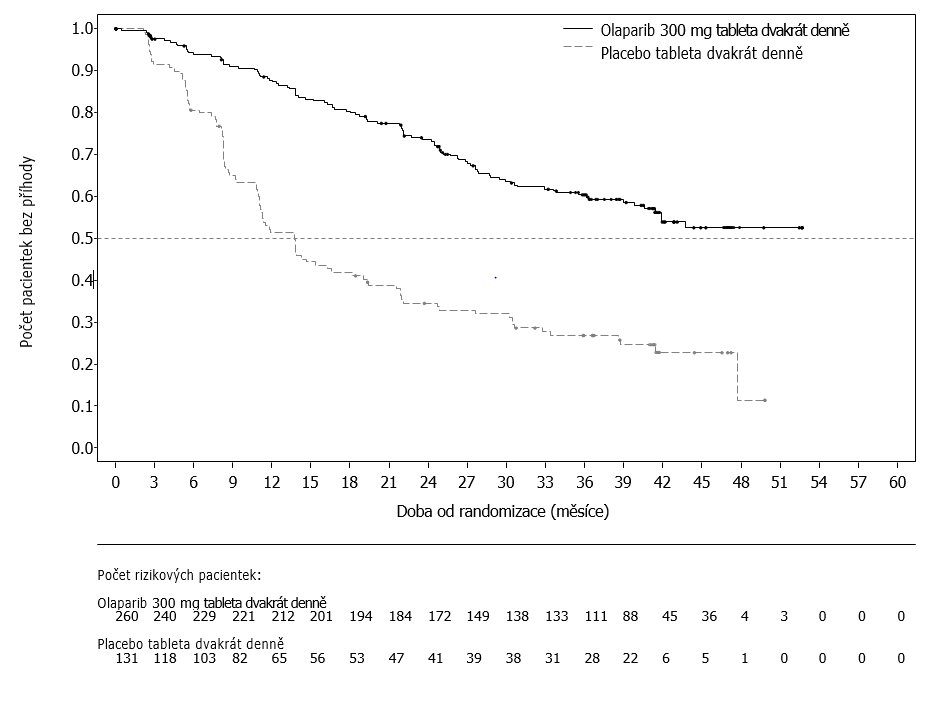 Olaparib 300 mg tableta dvakrát denně
Placebo tableta dvakrát denně
Počet pacientek bez příhody
1.0
0.9
0.8
0.7
0.6
0.5
0.4
0.3
0.2
0.1
0.0
0 3 6 9 12 15 18 21 24 27 30 33 36 39 42 45 48 51 54 57 60
Doba od randomizace (měsíce)
Počet rizikových pacientek:
Olaparib 300 mg tableta dvakrát denně
260 240 229 221 212 201 194 184 172 149 138 133 111 88 45 36 4 3 0 0 0
Placebo tableta dvakrát denně
131 118 103 82 65 56 53 47 41 39 38 31 28 22 6 5 1 0 0 0 0